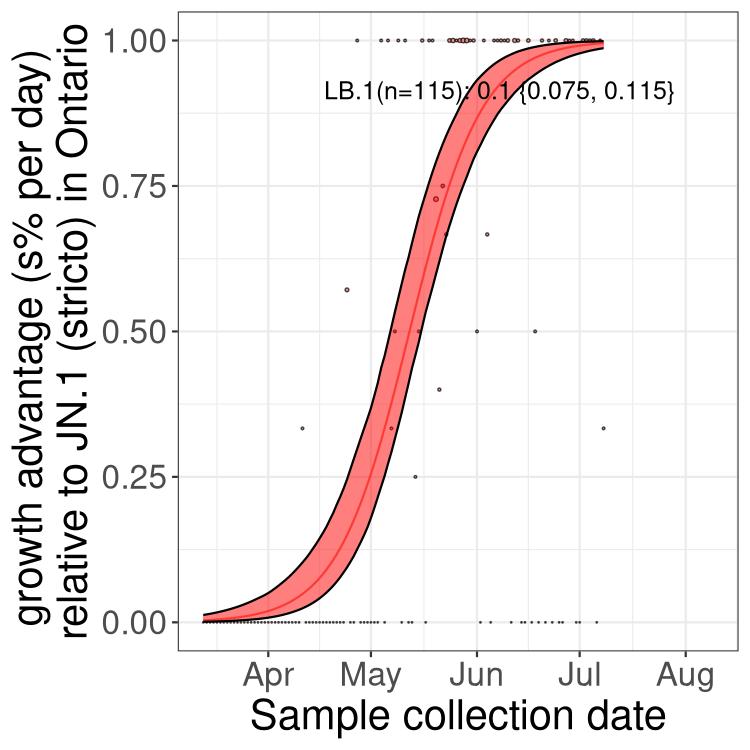 growth advantage (s% per day)
relative to JN.1 (stricto) in Ontario
1.00
0.75
0.50
0.25
0.00
LB.1(n=115): 0.1 {0.075, 0.115}
Apr May Jun Jul Aug
Sample collection date